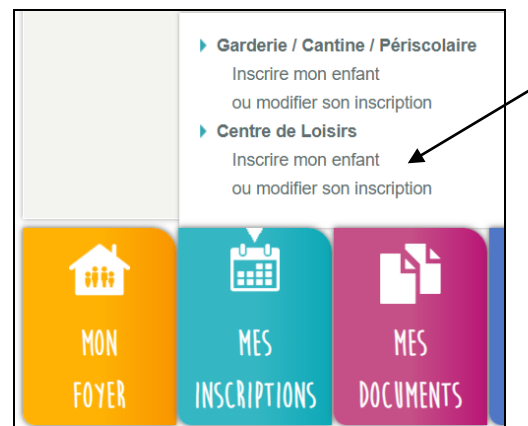 Garderie / Cantine / Périscolaire
Inscrire mon enfant
ou modifier son inscription
Centre de Loisirs
Inscrire mon enfant
ou modifier son inscription
MON
FOYER
MES
INSCRIPTIONS
MES
DOCUMENTS